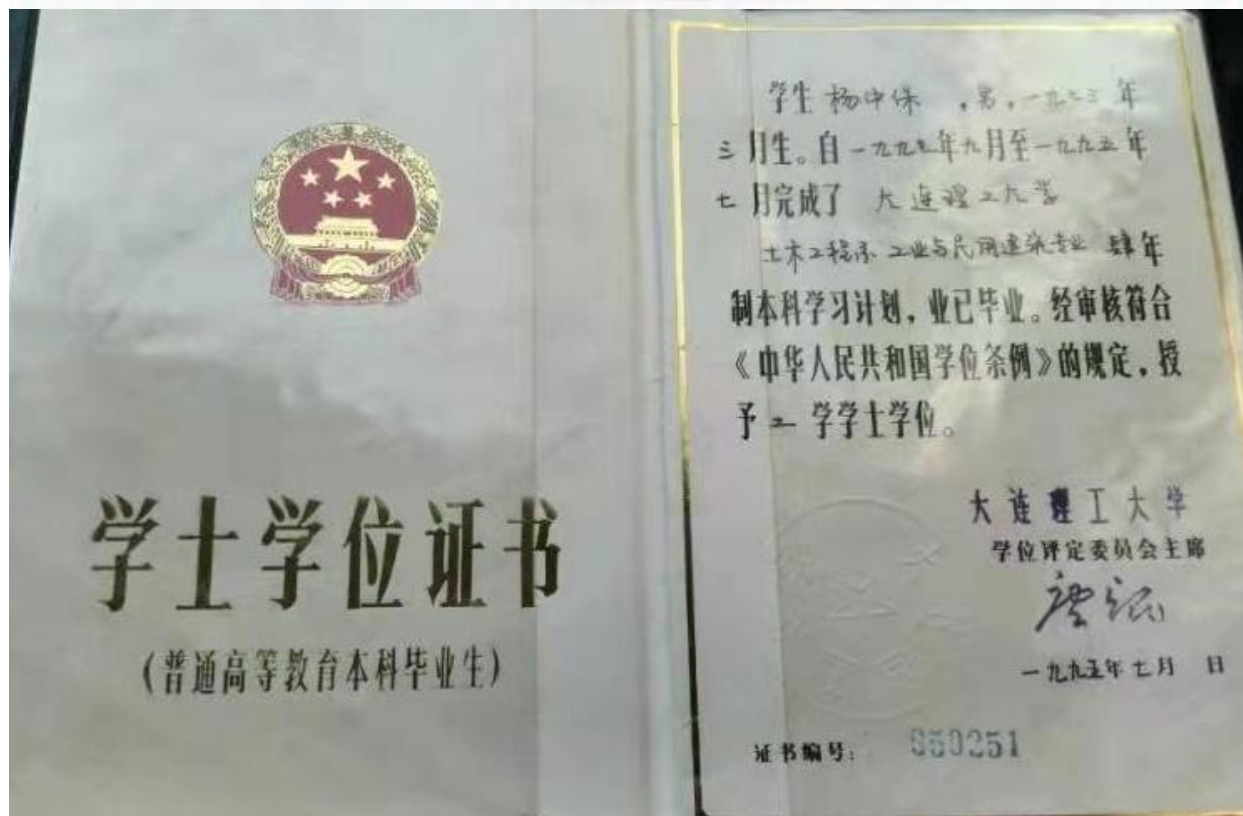 学士学位证书
(普通高等教育本科毕业生)
学生 杨中保 ，男，一九七三 年
三 月生。自 一九九一年九月至一九九五年
七 月完成了 大连理工大学
土木工程系 工业与民用建筑专业 肆年
制本科学习计划，业已毕业。经审核符合
《中华人民共和国学位条例》的规定，授
予 工 学学士学位。
大连理工大学
学位评定委员会主席
一九九五年 七月 日
证书编号： 950251